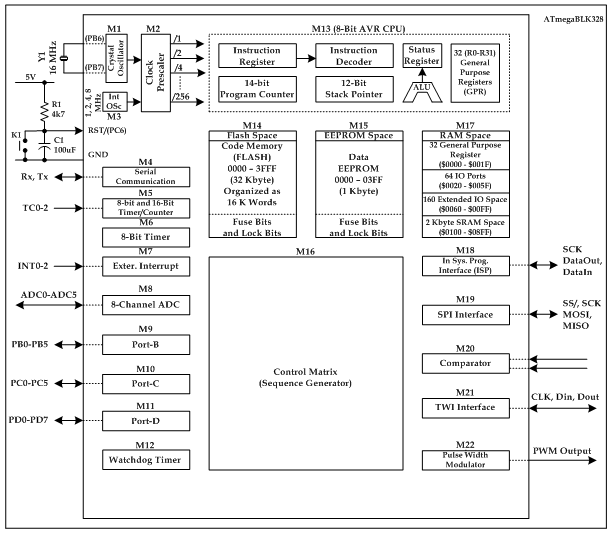 ATmegaBLK328
M1
M2
M13 (8-Bit AVR CPU)
Y1
16 MHz
(PB6)
(PB7)
Crystal
Oscillator
Clock
Prescaler
/1
/2
/4
/256
Instruction
Register
Instruction
Decoder
Status
Register
32 (R0-R31)
General
Purpose
Registers
(GPR)
14-bit
Program Counter
12-Bit
Stack Pointer
ALU
5V
R1
4k7
1, 2, 4, 8
MHz
Int
OSc
M3
K1
C1
100uF
RST/(PC6)
GND
M14
Flash Space
Code Memory
(FLASH)
0000 – 3FFF
(32 Kbyte)
Organized as
16 K Words
Fuse Bits
and Lock Bits
M15
EEPROM Space
Data
EEPROM
0000 – 03FF
(1 Kbyte)
Fuse Bits
and Lock Bits
M17
RAM Space
32 General Purpose
Register
($0000 - $001F)
64 IO Ports
($0020 - $005F)
160 Extended IO Space
($0060 - $00FF)
2 Kbyte SRAM Space
($0100 - $08FF)
M4
Rx, Tx
Serial
Communication
M5
TC0-2
8-bit and 16-Bit
Timer/Counter
M6
8-Bit Timer
M7
INT0-2
Exter. Interrupt
M8
ADC0-ADC5
8-Channel ADC
M9
PB0-PB5
Port-B
M10
PC0-PC5
Port-C
M11
PD0-PD7
Port-D
M12
Watchdog Timer
M16
Control Matrix
(Sequence Generator)
M18
In Sys. Prog.
Interface (ISP)
SCK
DataOut,
DataIn
M19
SPI Interface
SS/, SCK
MOSI,
MISO
M20
Comparator
M21
TWI Interface
CLK, Din, Dout
M22
Pulse Width
Modulator
PWM Output